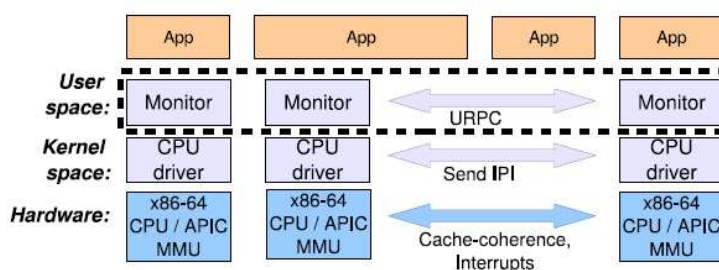 App App App App
User space: Monitor Monitor URPC Monitor
Kernel space: CPU driver CPU driver Send IPI CPU driver
Hardware: x86-64 CPU / APIC MMU x86-64 CPU / APIC MMU Cache-coherence, Interrupts x86-64 CPU / APIC MMU